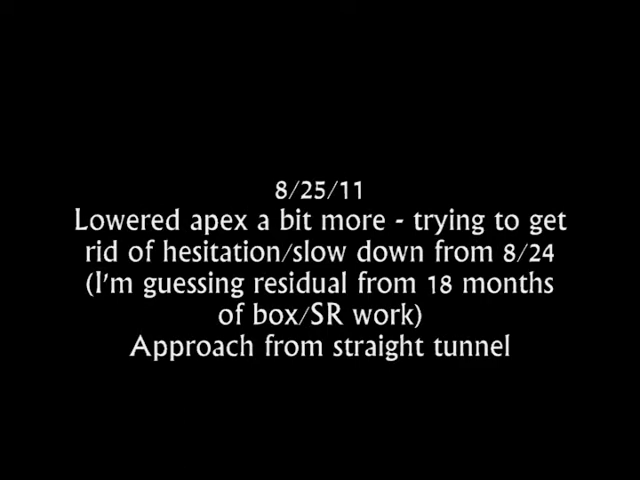 8/25/11
Lowered apex a bit more - trying to get
rid of hesitation/slow down from 8/24
(I'm guessing residual from 18 months
of box/SR work)
Approach from straight tunnel